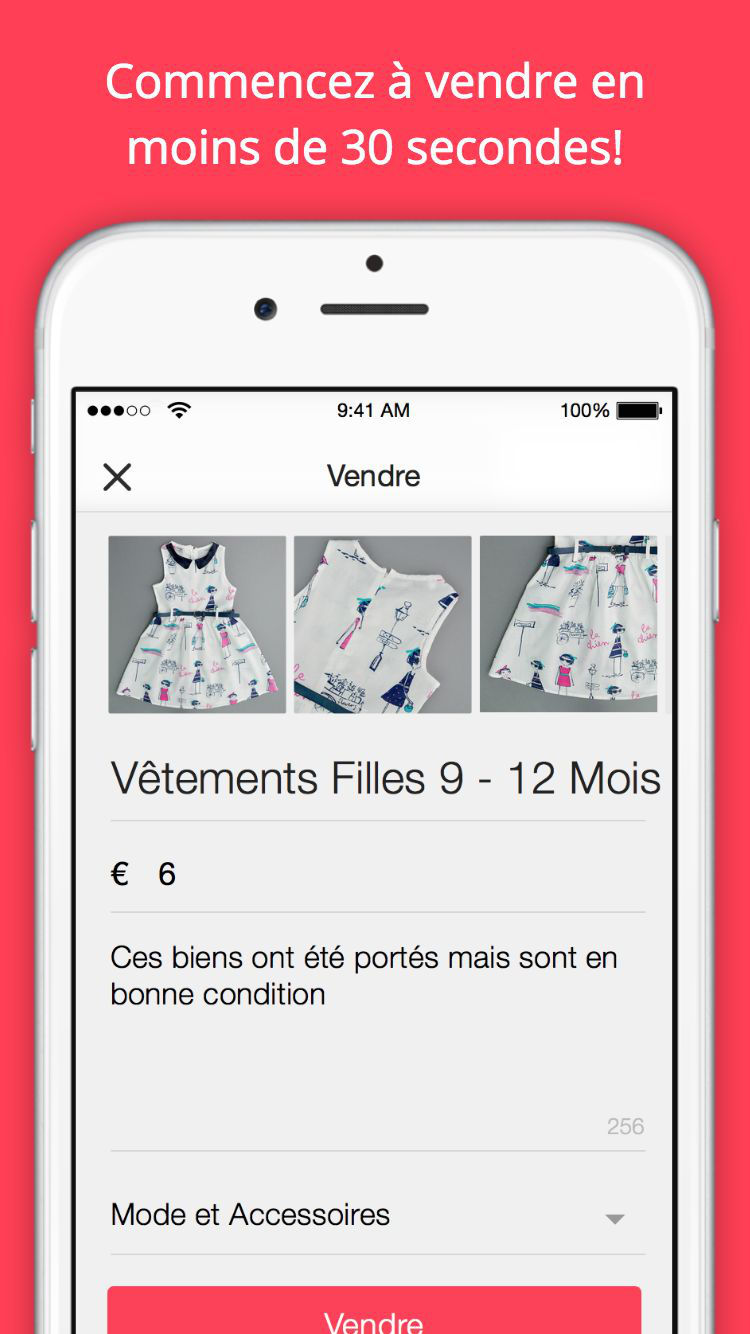 Commencez à vendre en
moins de 30 secondes!
9:41 AM
100%
Vendre
Vêtements Filles 9 - 12 Mois
€ 6
Ces biens ont été portés mais sont en
bonne condition
256
Mode et Accessoires
Vendre